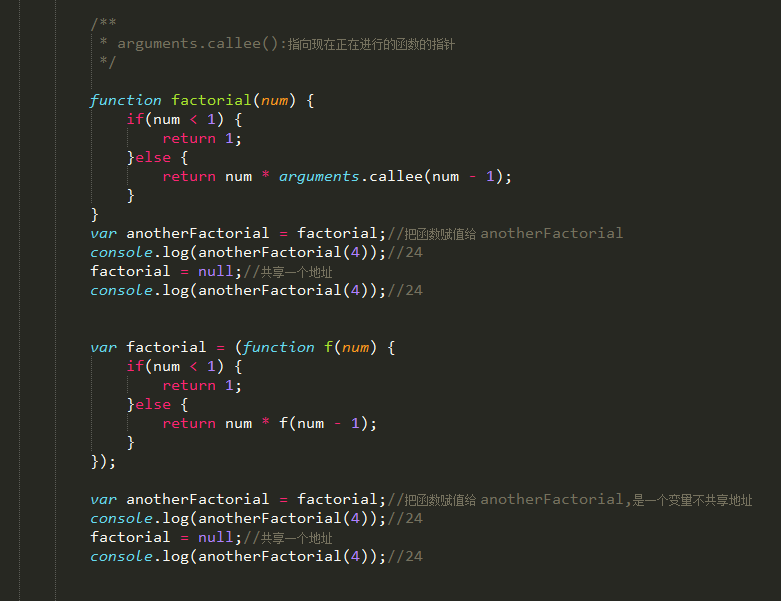 /**
 * arguments.callee():指向现在正在进行的函数的指针
 */
function factorial(num) {
if(num < 1) {
return 1;
}else {
return num * arguments.callee(num - 1);
}
}
var anotherFactorial = factorial;//把函数赋值给 anotherFactorial
console.log(anotherFactorial(4));//24
factorial = null;//共享一个地址
console.log(anotherFactorial(4));//24
var factorial = (function f(num) {
if(num < 1) {
return 1;
}else {
return num * f(num - 1);
}
});
var anotherFactorial = factorial;//把函数赋值给 anotherFactorial,是一个变量不共享地址
console.log(anotherFactorial(4));//24
factorial = null;//共享一个地址
console.log(anotherFactorial(4));//24